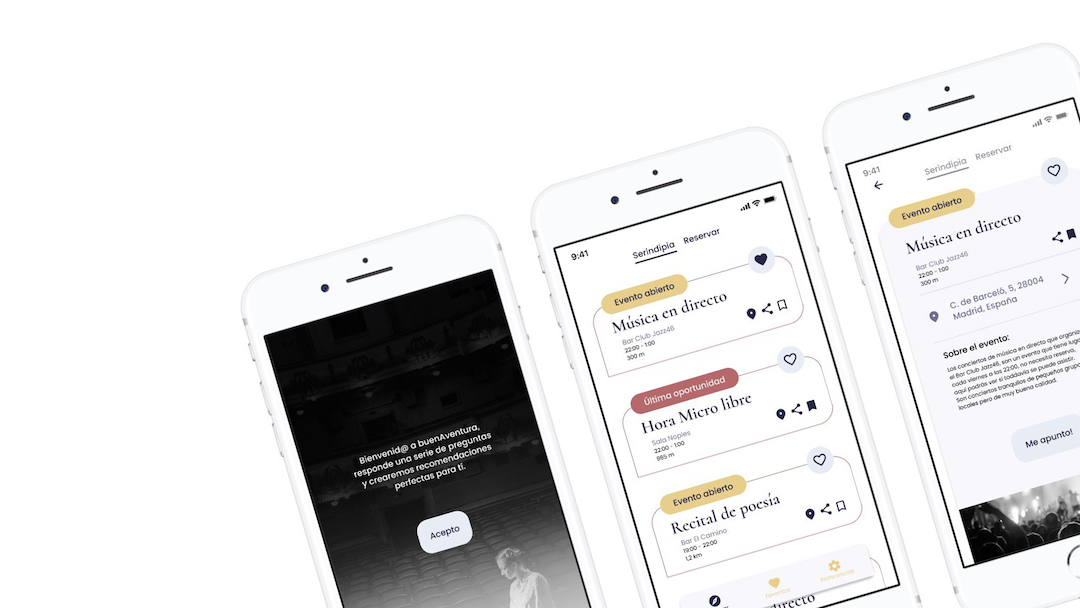 Bienvenid@ a buenAventura,
responde una serie de preguntas
y crearemos recomendaciones
perfectas para ti.
Acepto
9:41
Serindipia Reservar
Evento abierto
Música en directo
Bar Club Jazz46
22:00 - 1:00
300 m
Última oportunidad
Hora Micro libre
Sala Naples
22:00 - 1:00
985 m
Evento abierto
Recital de poesía
Bar El Camino
19:00 - 22:00
1,2 km
Favoritos
Preferencias
9:41
Serindipia Reservar
Evento abierto
Música en directo
Bar Club Jazz46
22:00 - 1:00
300 m
C. de Barceló, 5, 28004
Madrid, España
Sobre el evento:
Los conciertos de música en directo que organiza
el Bar Club Jazz46, son un evento que tiene lugar
cada viernes a las 22:00, no necesita reserva,
aquí podrás ver si toddavía se puede asistir.
Son conciertos tranquilos de pequeños grupos
locales pero de muy buena calidad.
Me apunto!